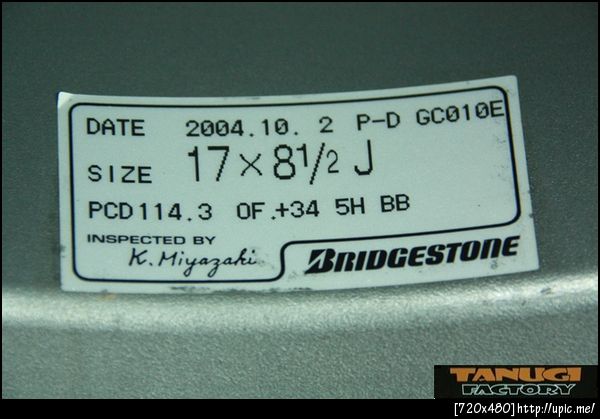 DATE 2004.10. 2 P-D GC010E
SIZE 17×8½ J
PCD114.3 OF.+34 5H BB
INSPECTED BY
K. Miyazaki
BRIDGESTONE
TANUGI
FACTORY
[720x480]http://upic.me/